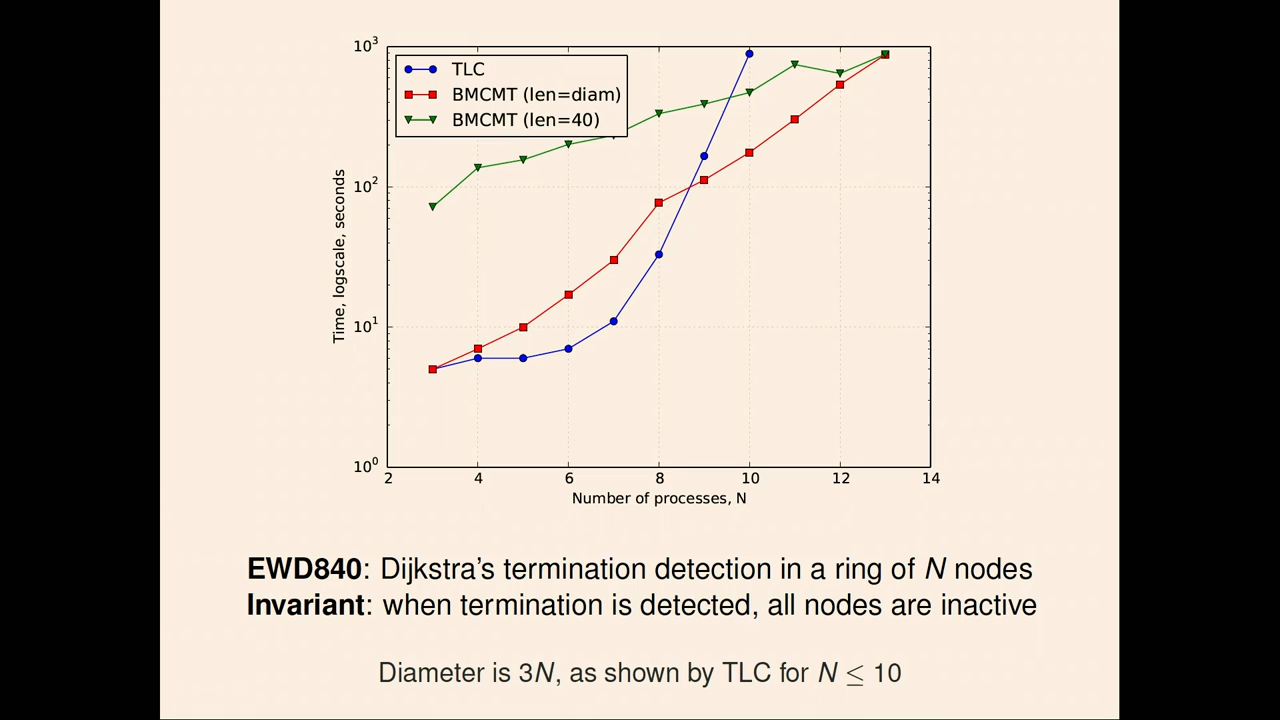 10³
TLC
BMCMT (len=diam)
BMCMT (len=40)
10²
10¹
10⁰
Time, logscale, seconds
2 4 6 8 10 12 14
Number of processes, N
EWD840: Dijkstra’s termination detection in a ring of N nodes
Invariant: when termination is detected, all nodes are inactive
Diameter is 3N, as shown by TLC for N ≤ 10